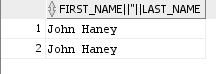 FIRST_NAME||''||LAST_NAME
1 John Haney
2 John Haney